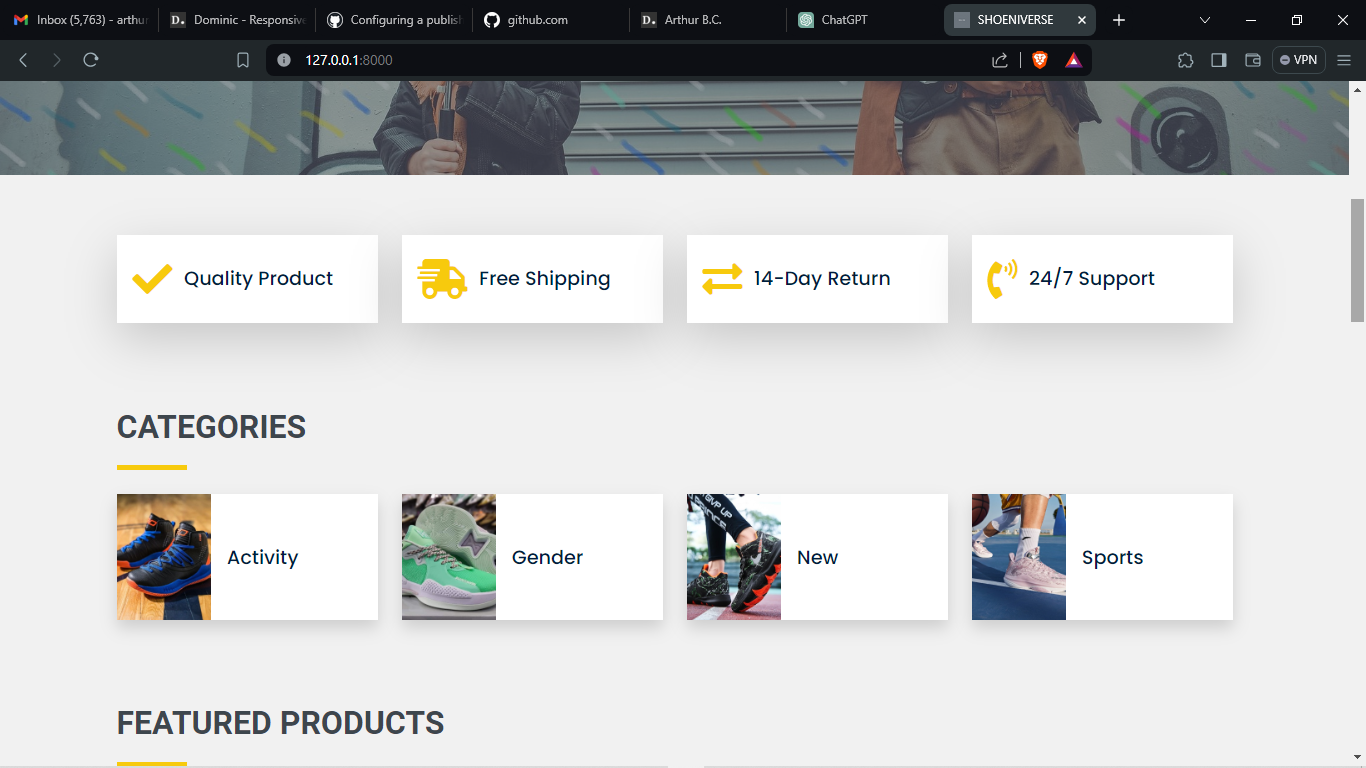 Inbox (5,763) - arthur
Dominic - Responsive
Configuring a publish
github.com
Arthur B.C.
ChatGPT
SHOENIVERSE
127.0.0.1:8000
VPN
Quality Product
Free Shipping
14-Day Return
24/7 Support
CATEGORIES
Activity
Gender
New
Sports
FEATURED PRODUCTS